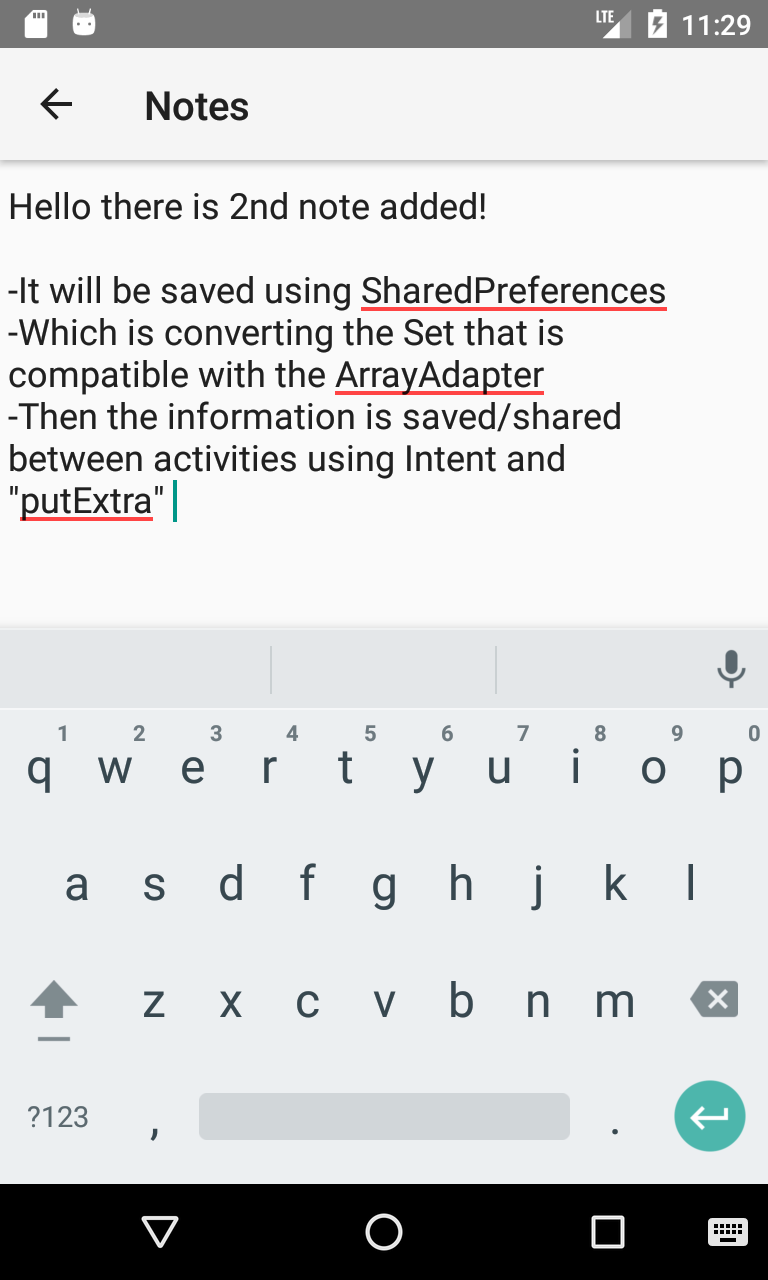 LTE 11:29
Notes
Hello there is 2nd note added!
-It will be saved using SharedPreferences
-Which is converting the Set that is
compatible with the ArrayAdapter
-Then the information is saved/shared
between activities using Intent and
"putExtra"
1 2 3 4 5 6 7 8 9 0
q w e r t y u i o p
a s d f g h j k l
z x c v b n m
?123 , .